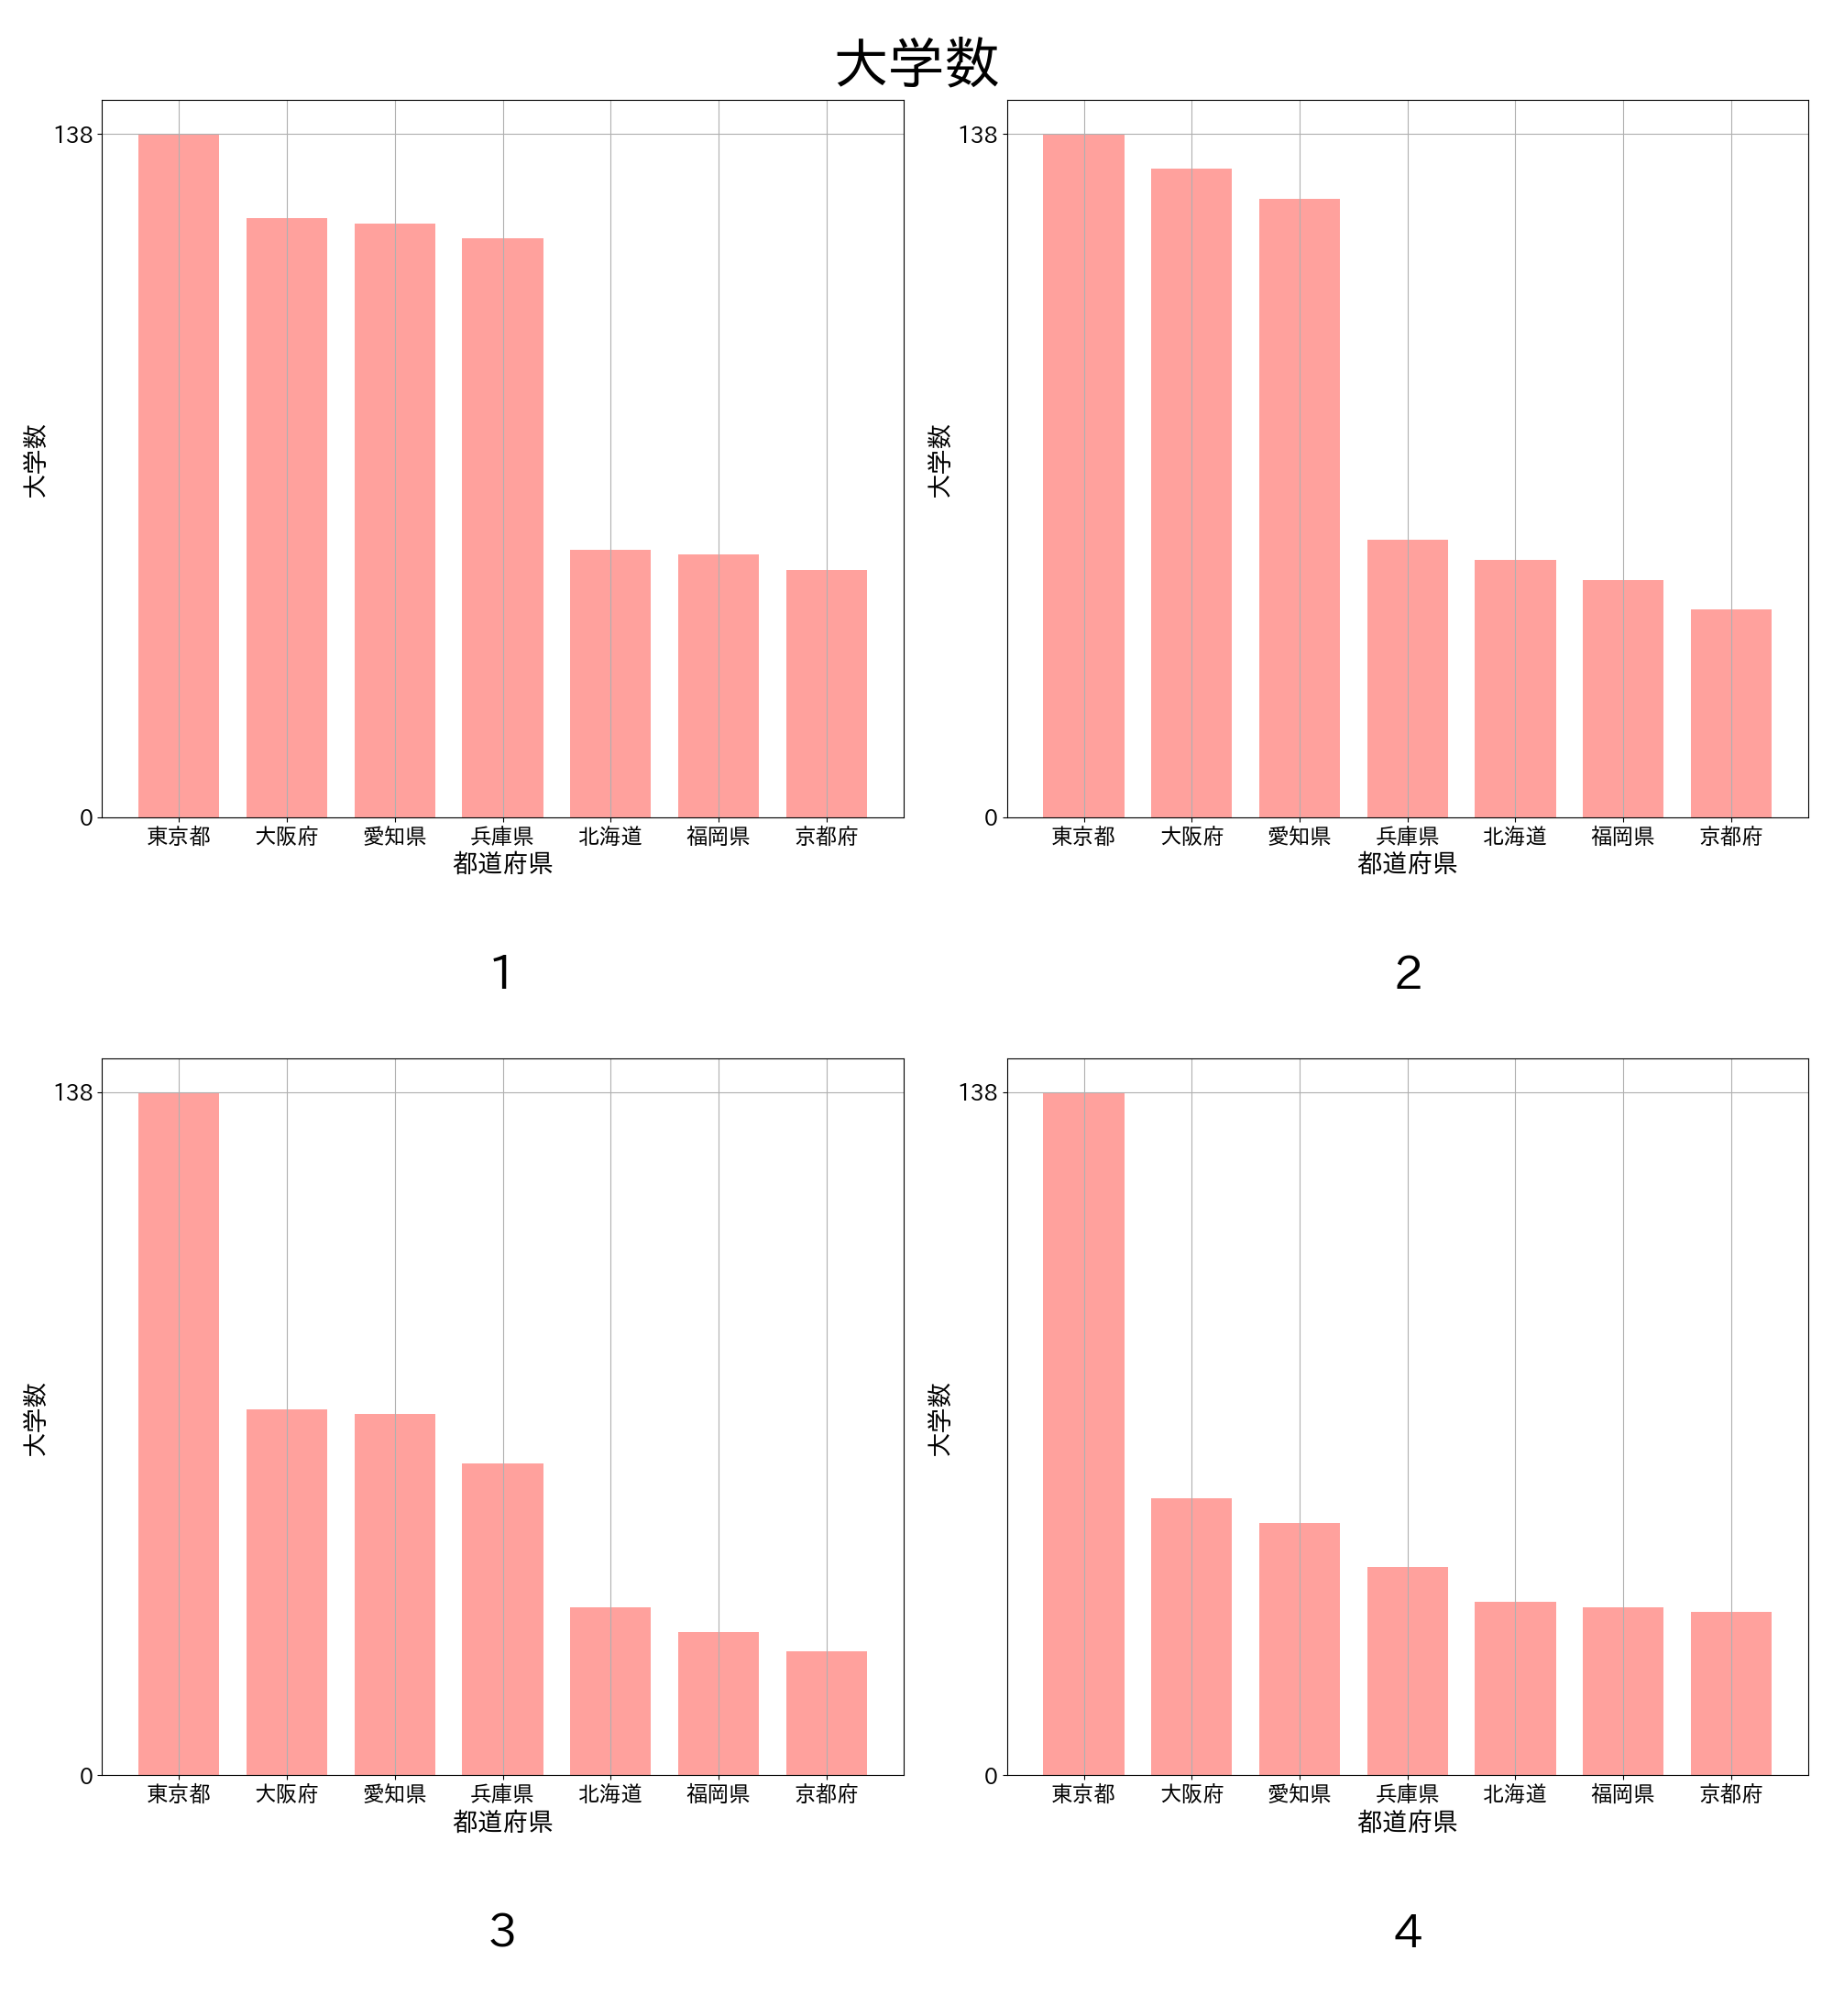 大学数
138
0
大学数
東京都 大阪府 愛知県 兵庫県 北海道 福岡県 京都府
都道府県
1
138
0
大学数
東京都 大阪府 愛知県 兵庫県 北海道 福岡県 京都府
都道府県
2
138
0
大学数
東京都 大阪府 愛知県 兵庫県 北海道 福岡県 京都府
都道府県
3
138
0
大学数
東京都 大阪府 愛知県 兵庫県 北海道 福岡県 京都府
都道府県
4